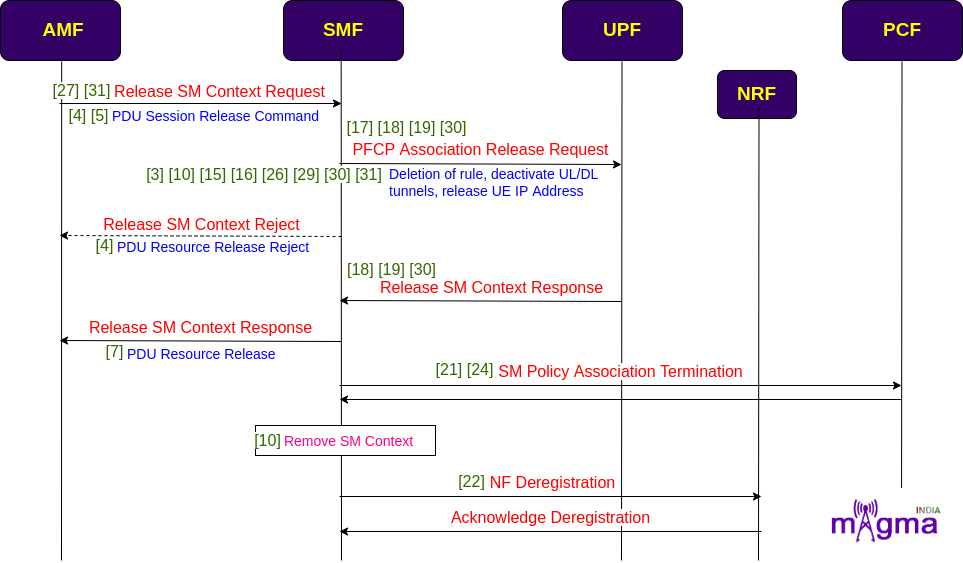 AMF
SMF
UPF
PCF
NRF
[27] [31] Release SM Context Request
[4] [5] PDU Session Release Command
[17] [18] [19] [30]
PFCP Association Release Request
[3] [10] [15] [16] [26] [29] [30] [31] Deletion of rule, deactivate UL/DL
tunnels, release UE IP Address
Release SM Context Reject
[4] PDU Resource Release Reject
[18] [19] [30]
Release SM Context Response
Release SM Context Response
[7] PDU Resource Release
[21] [24] SM Policy Association Termination
[10] Remove SM Context
[22] NF Deregistration
Acknowledge Deregistration
INDIA
magma